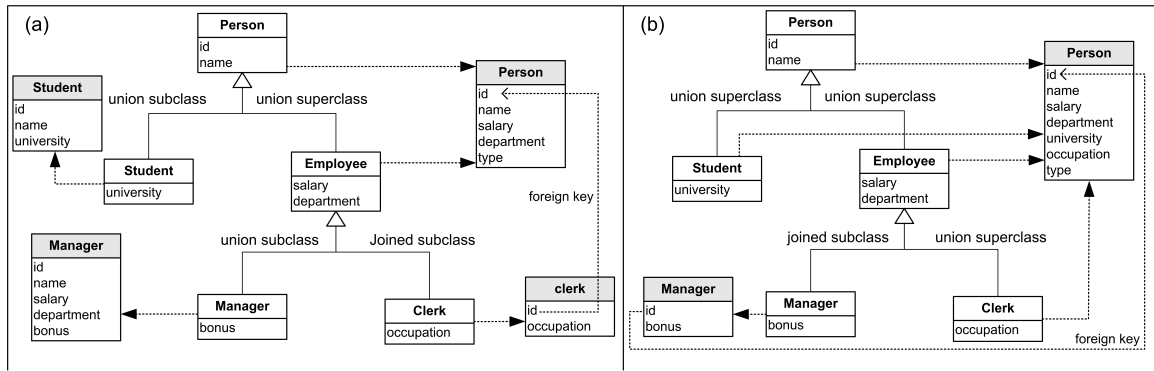 (a)
Person
id
name
union subclass
union superclass
Student
id
name
university
Person
id
name
salary
department
type
Student
university
Employee
salary
department
foreign key
union subclass
Joined subclass
Manager
id
name
salary
department
bonus
Manager
bonus
Clerk
occupation
clerk
id
occupation
(b)
Person
id
name
union superclass
union superclass
Person
id
name
salary
department
university
occupation
type
Student
university
Employee
salary
department
joined subclass
union superclass
Manager
id
bonus
Manager
bonus
Clerk
occupation
foreign key